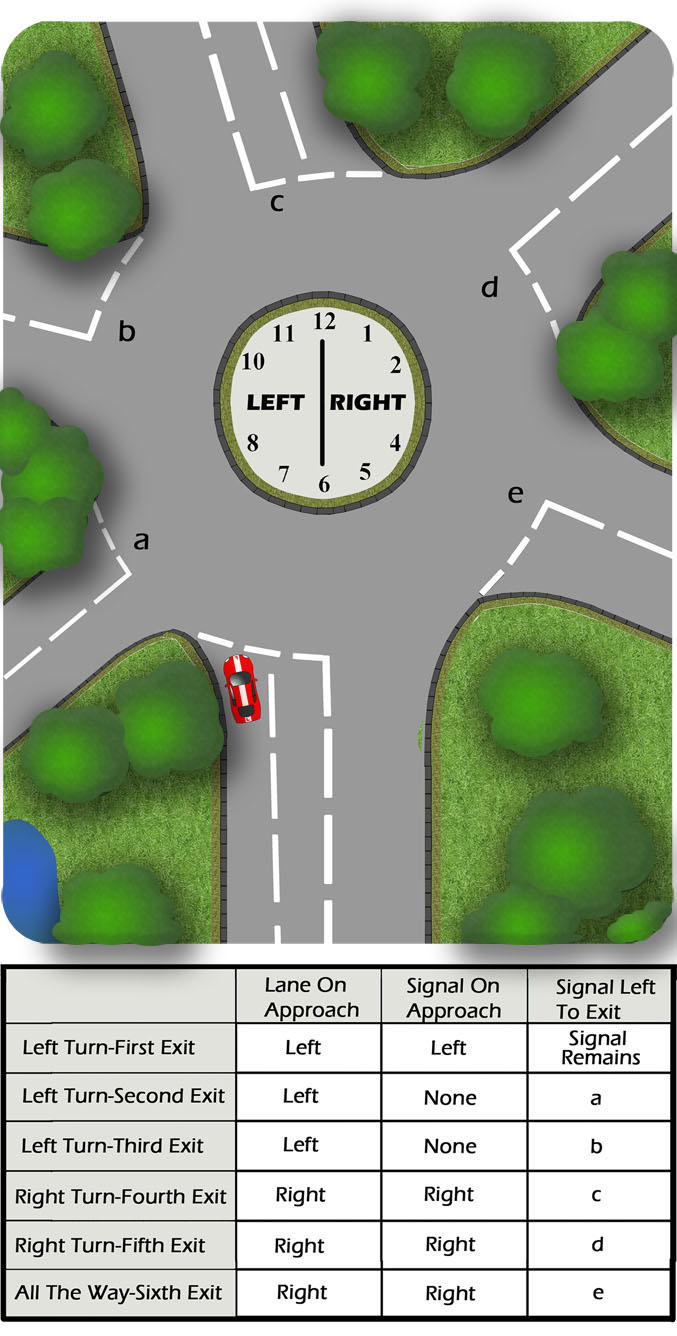 c
d
b
12
11 1
10 2
LEFT RIGHT
8 4
7 5
6
e
a
Lane On Approach
Signal On Approach
Signal Left To Exit
Left Turn-First Exit Left Left Signal Remains
Left Turn-Second Exit Left None a
Left Turn-Third Exit Left None b
Right Turn-Fourth Exit Right Right c
Right Turn-Fifth Exit Right Right d
All The Way-Sixth Exit Right Right e